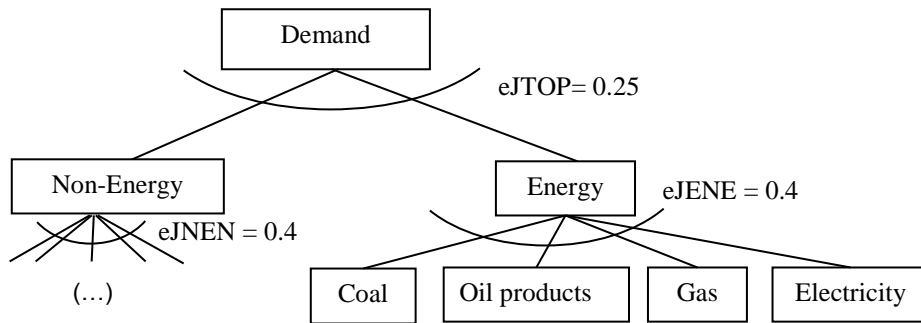 Demand
eJTOP= 0.25
Non-Energy
Energy
eJNEN = 0.4
eJENE = 0.4
(...)
Coal
Oil products
Gas
Electricity